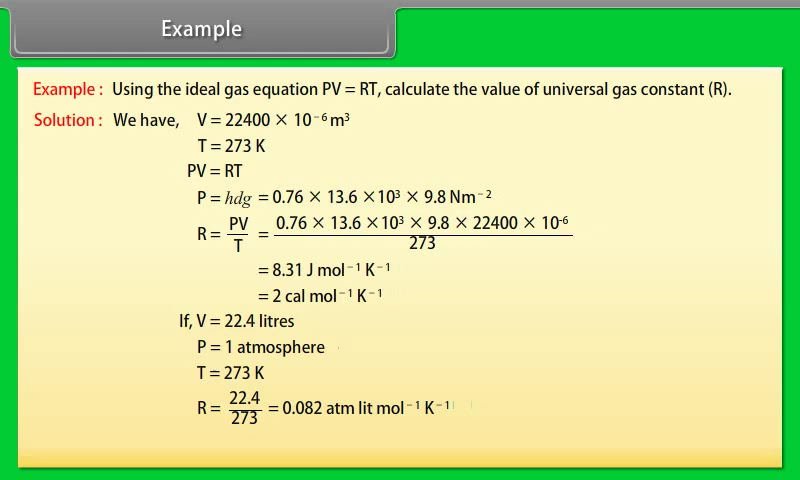 Example
Example : Using the ideal gas equation PV = RT, calculate the value of universal gas constant (R).
Solution : We have, V = 22400 × 10⁻⁶ m³
T = 273 K
PV = RT
P = hdg = 0.76 × 13.6 ×10³ × 9.8 Nm⁻²
R = PV/T = 0.76 × 13.6 ×10³ × 9.8 × 22400 × 10⁻⁶/273
= 8.31 J mol⁻¹ K⁻¹
= 2 cal mol⁻¹ K⁻¹
If, V = 22.4 litres
P = 1 atmosphere
T = 273 K
R = 22.4/273 = 0.082 atm lit mol⁻¹ K⁻¹